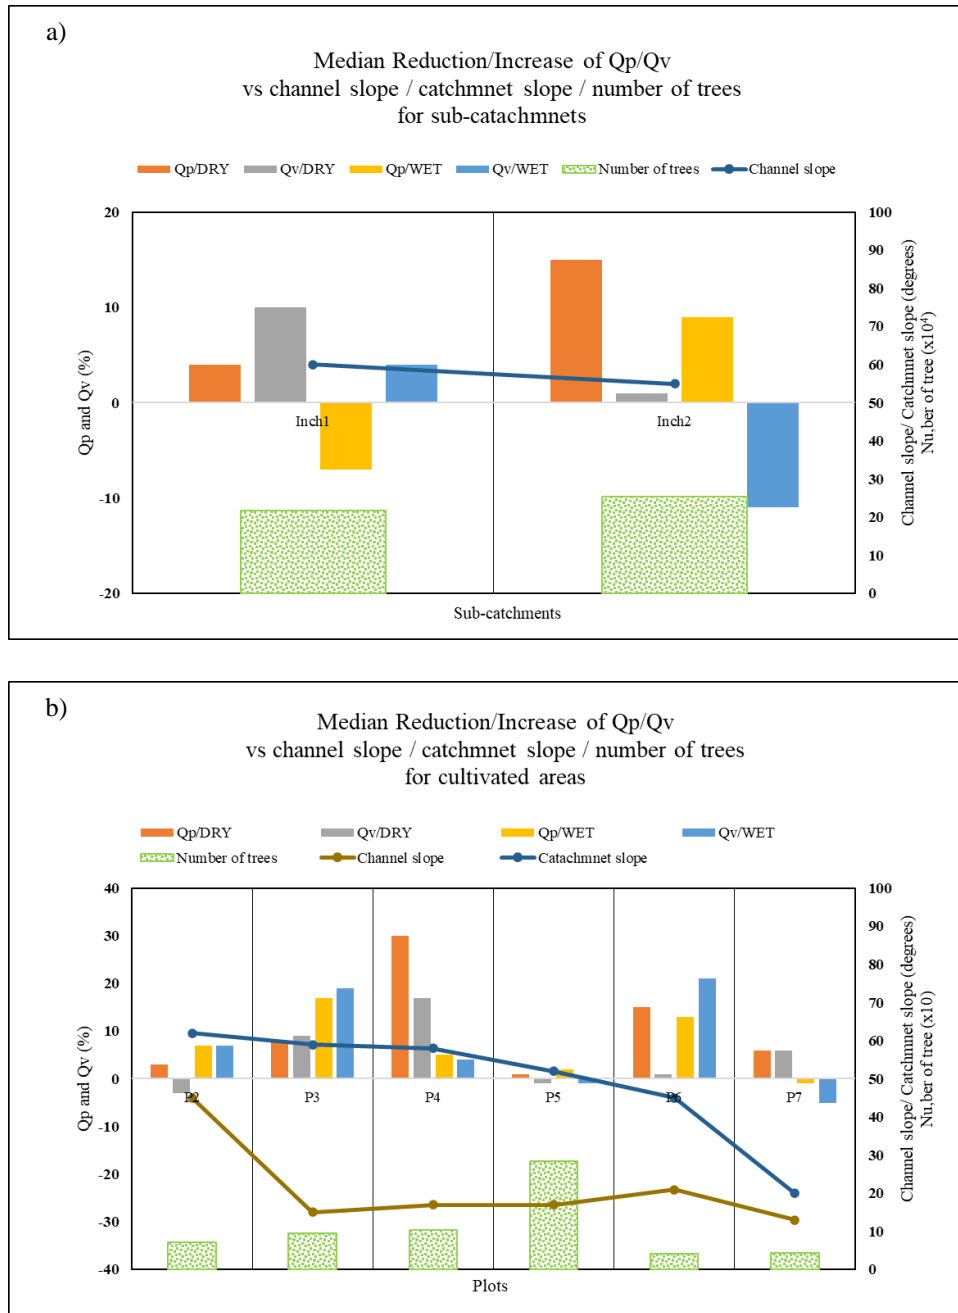 a)
Median Reduction/Increase of Qp/Qv
vs channel slope / catchmnet slope / number of trees
for sub-catachmnets
Qp/DRY Qv/DRY Qp/WET Qv/WET Number of trees Channel slope
20
10
0
-10
-20
Qp and Qv (%)
Inch1 Inch2
100
90
80
70
60
50
40
30
20
10
0
Channel slope/ Catchmnet slope (degrees)
Nu,ber of tree (x10⁴)
Sub-catchments
b)
Median Reduction/Increase of Qp/Qv
vs channel slope / catchmnet slope / number of trees
for cultivated areas
Qp/DRY Qv/DRY Qp/WET Qv/WET
Number of trees Channel slope Catachmnet slope
40
30
20
10
0
-10
-20
-30
-40
Qp and Qv (%)
P2 P3 P4 P5 P6 P7
100
90
80
70
60
50
40
30
20
10
0
Channel slope/ Catchmnet slope (degrees)
Nu,ber of tree (x10)
Plots